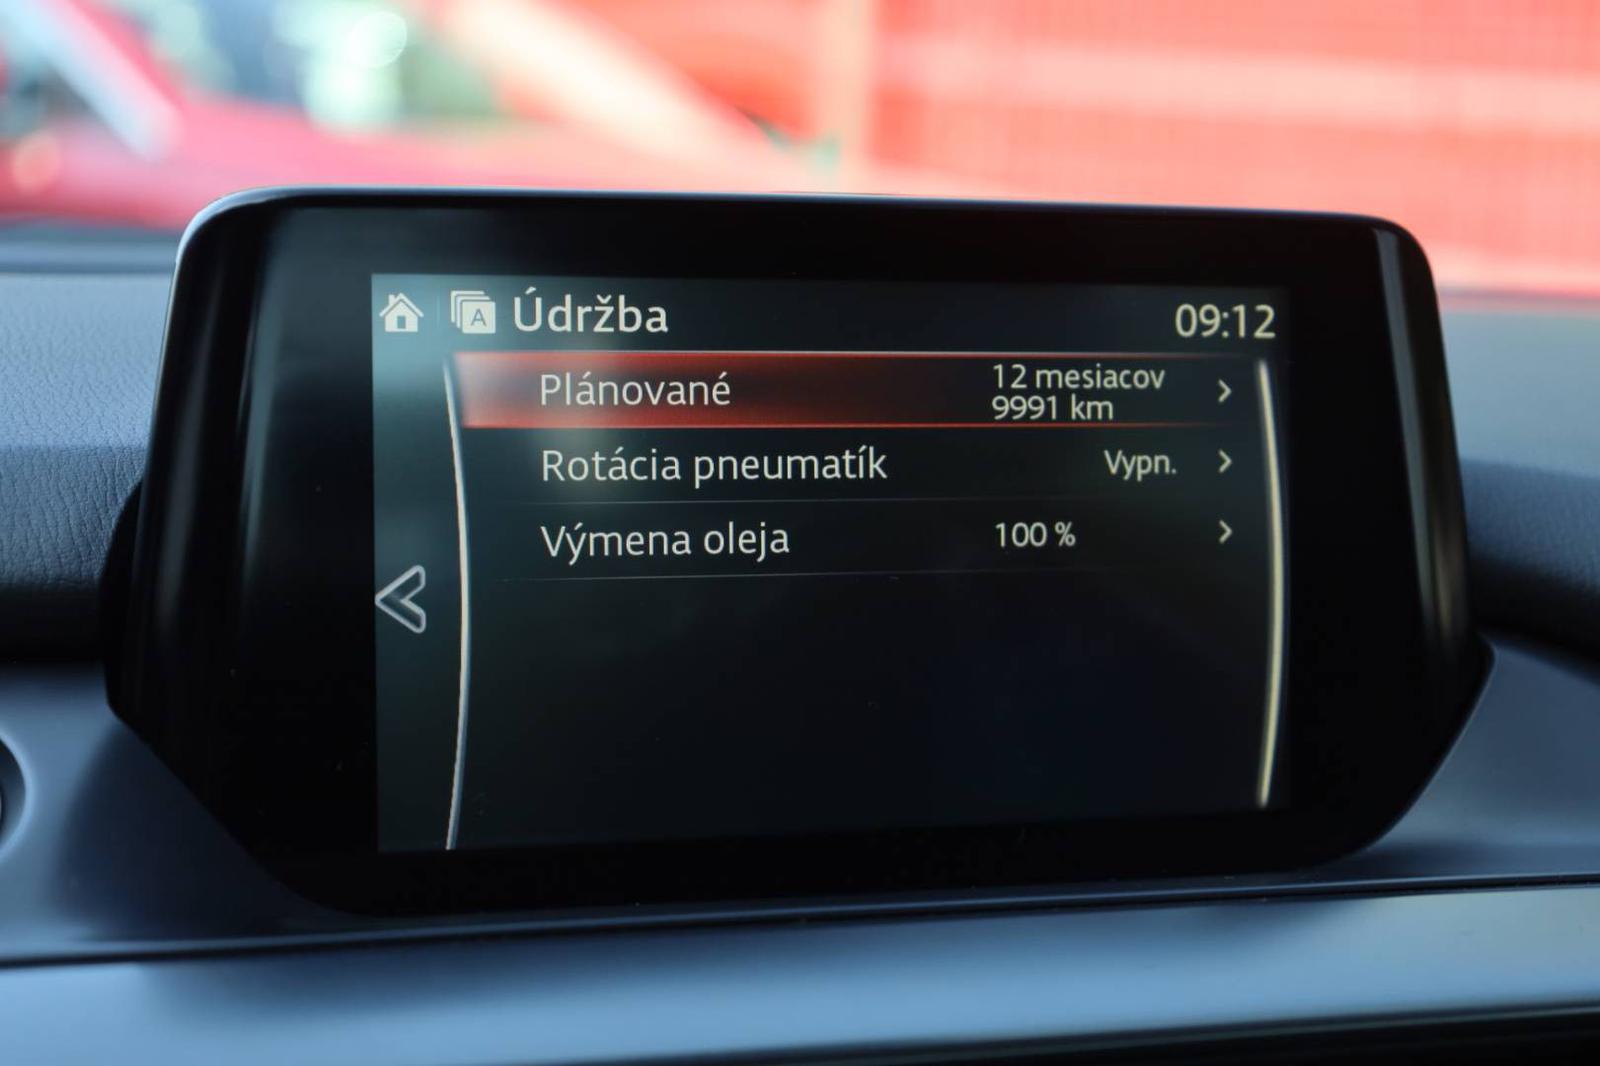 A Údržba 09:12
Plánované 12 mesiacov
9991 km
Rotácia pneumatík Vypn.
Výmena oleja 100 %